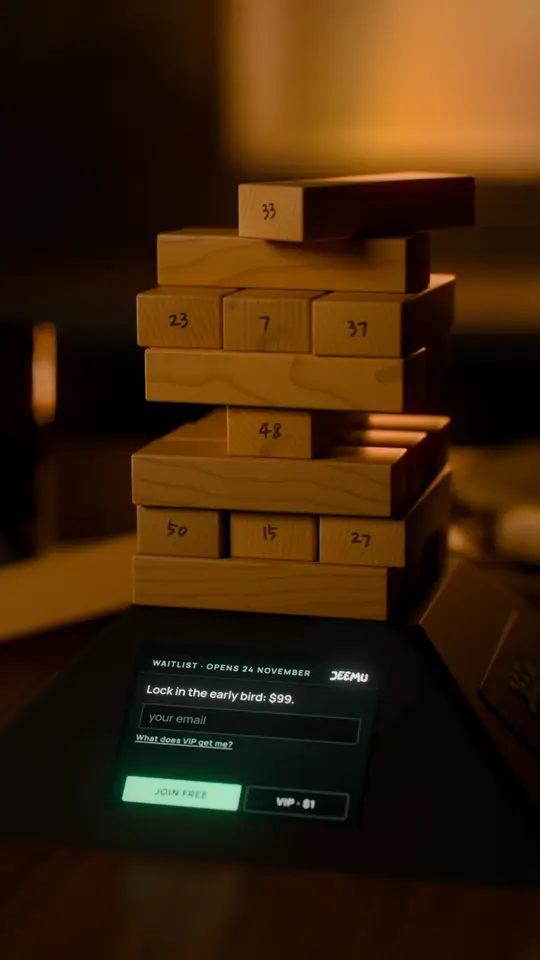 33
23 7 37
48
50 15 27
WAITLIST · OPENS 24 NOVEMBER JEEMU
Lock in the early bird: $99.
your email
What does VIP get me?
JOIN FREE VIP · $1